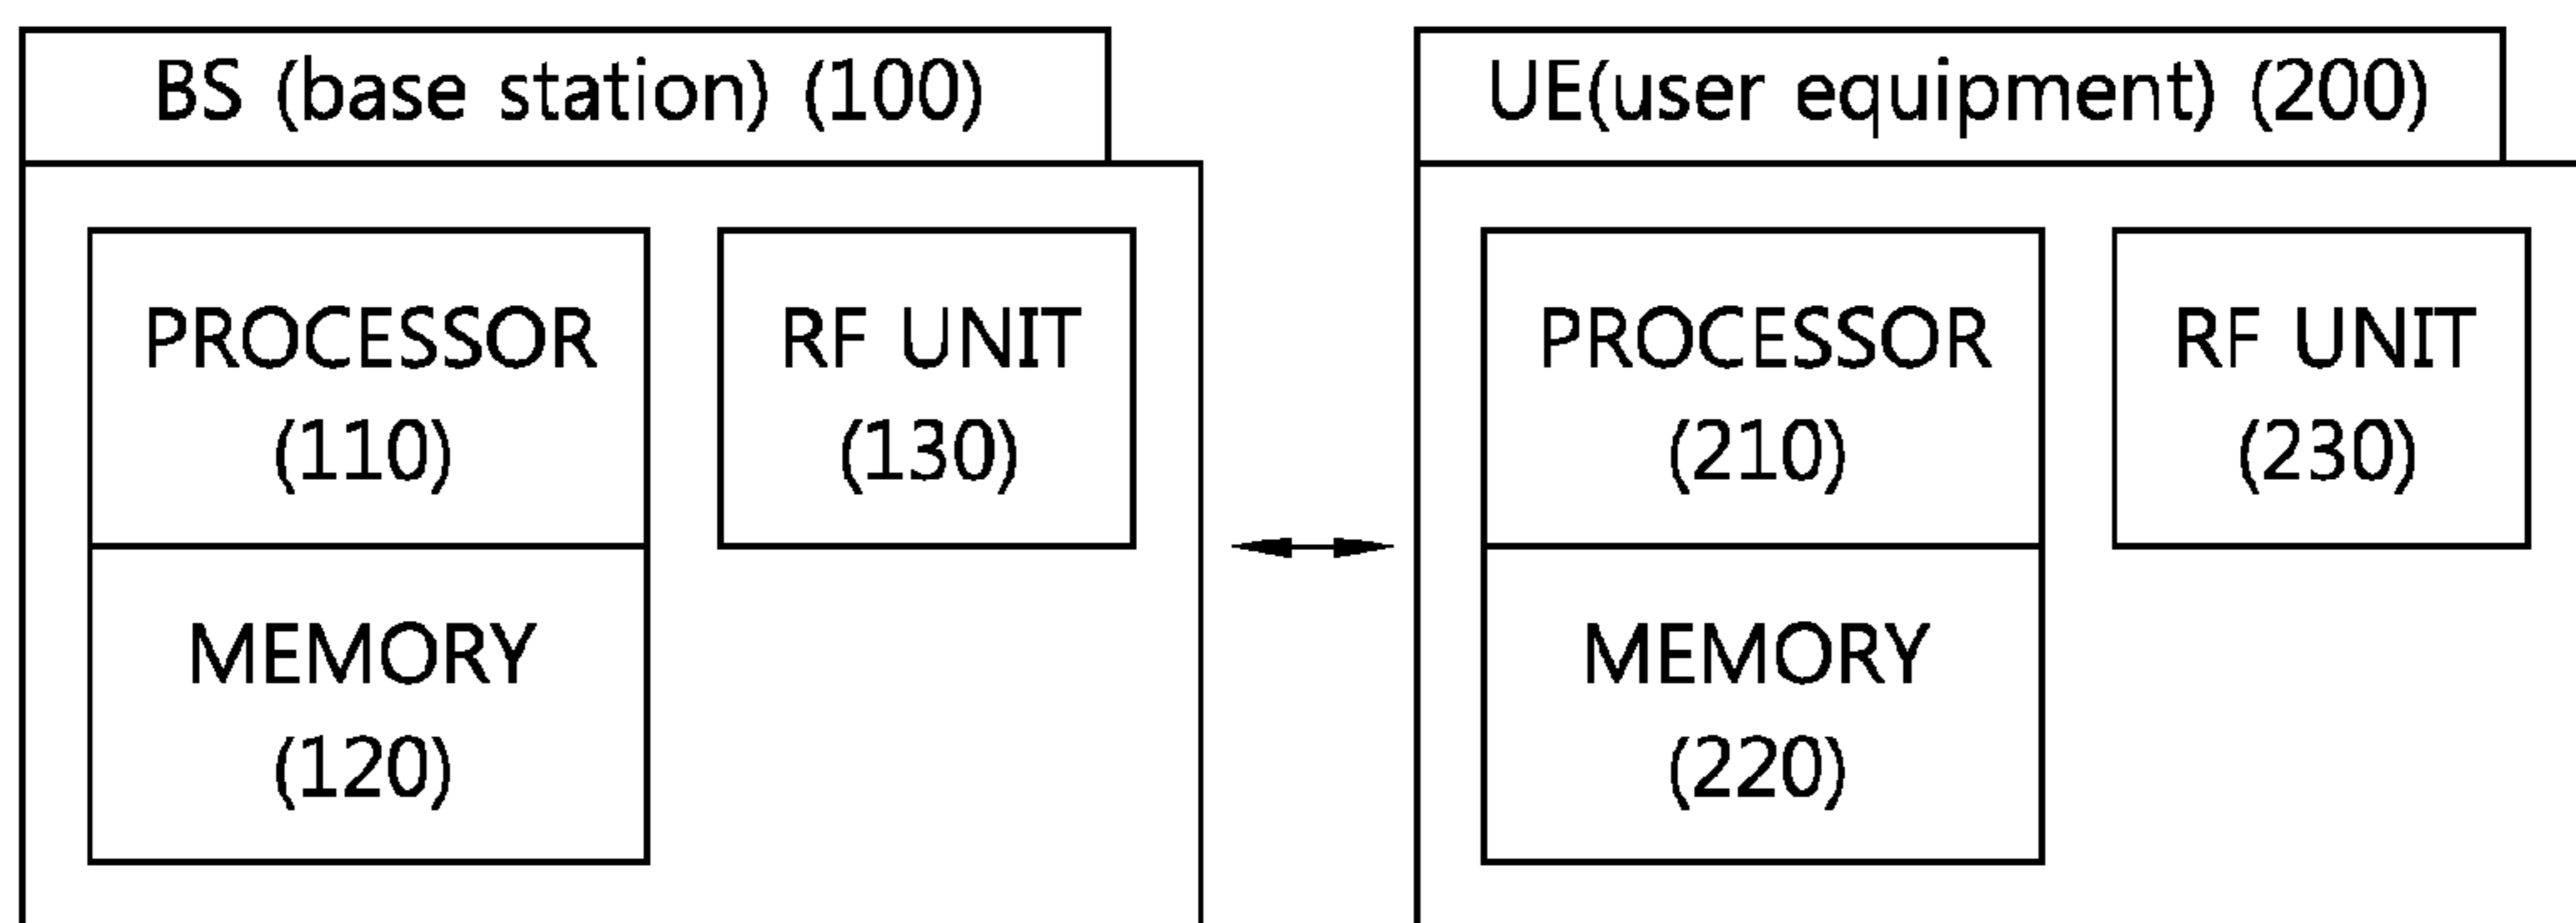 BS (base station) (100)
PROCESSOR
(110)
RF UNIT
(130)
MEMORY
(120)
UE(user equipment) (200)
PROCESSOR
(210)
RF UNIT
(230)
MEMORY
(220)